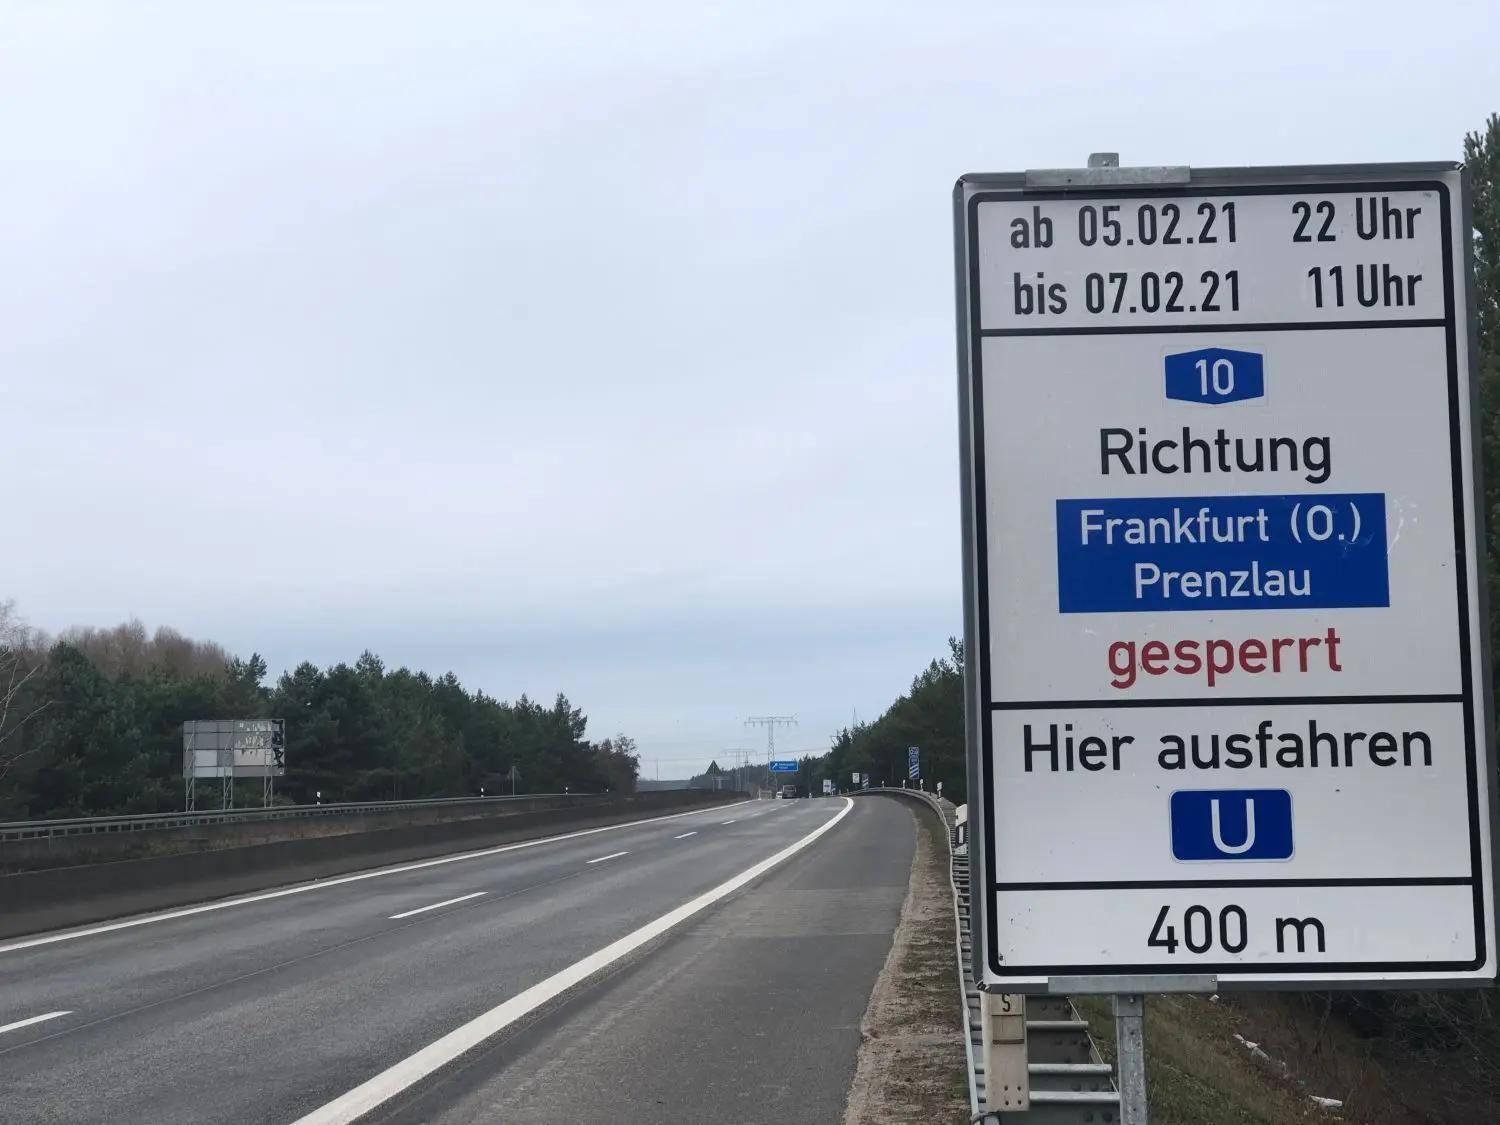 ab 05.02.21 22 Uhr
bis 07.02.21 11 Uhr
10
Richtung
Frankfurt (O.)
Prenzlau
gesperrt
Hier ausfahren
U
400 m
S